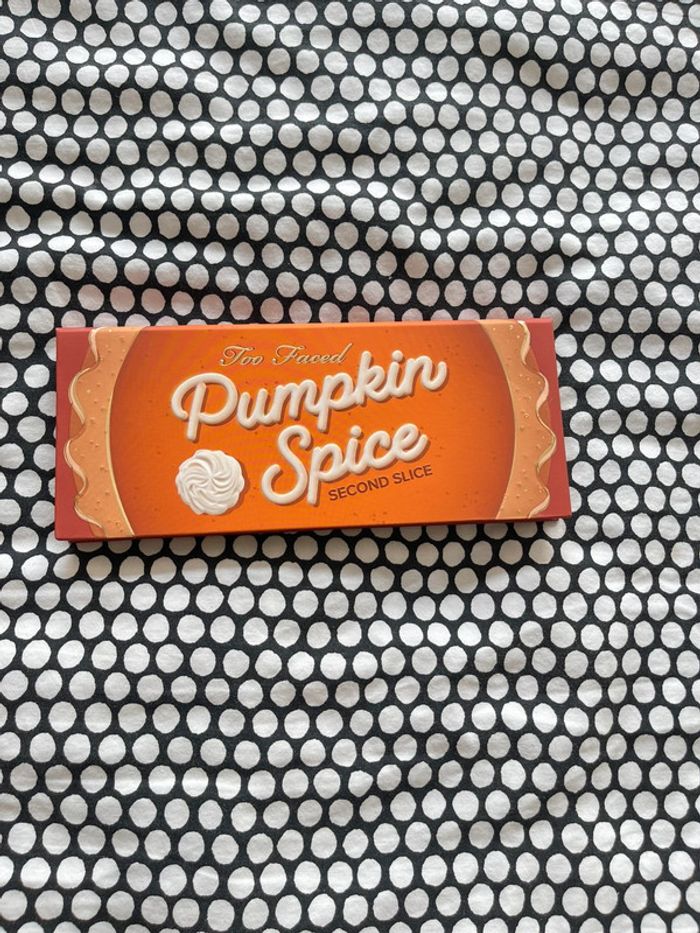 Too Faced
Pumpkin
Spice
SECOND SLICE